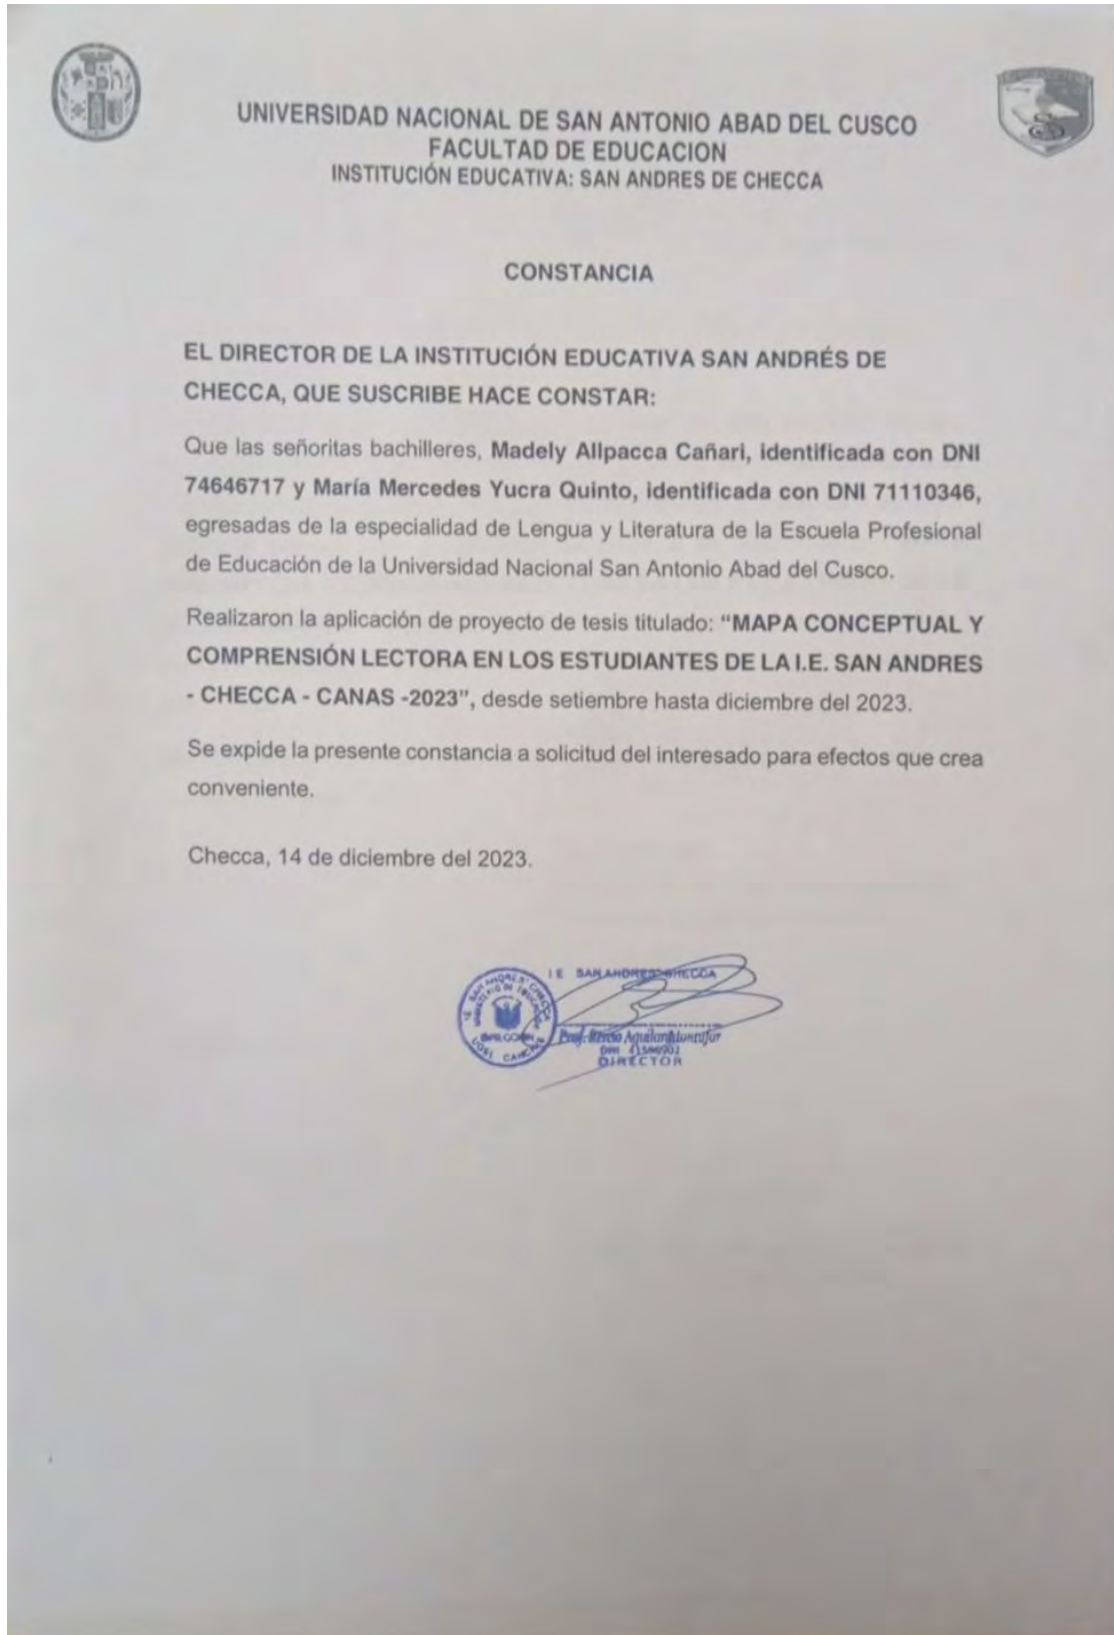 UNIVERSIDAD NACIONAL DE SAN ANTONIO ABAD DEL CUSCO
FACULTAD DE EDUCACION
INSTITUCIÓN EDUCATIVA: SAN ANDRES DE CHECCA
CONSTANCIA
EL DIRECTOR DE LA INSTITUCIÓN EDUCATIVA SAN ANDRÉS DE
CHECCA, QUE SUSCRIBE HACE CONSTAR:
Que las señoritas bachilleres, Madely Allpacca Cañari, identificada con DNI
74646717 y María Mercedes Yucra Quinto, identificada con DNI 71110346,
egresadas de la especialidad de Lengua y Literatura de la Escuela Profesional
de Educación de la Universidad Nacional San Antonio Abad del Cusco.
Realizaron la aplicación de proyecto de tesis titulado: “MAPA CONCEPTUAL Y
COMPRENSIÓN LECTORA EN LOS ESTUDIANTES DE LA I.E. SAN ANDRES
- CHECCA - CANAS -2023”, desde setiembre hasta diciembre del 2023.
Se expide la presente constancia a solicitud del interesado para efectos que crea
conveniente.
Checca, 14 de diciembre del 2023.
I E SAN ANDRES CHECCA
Prof. Aguilar
DNI
DIRECTOR